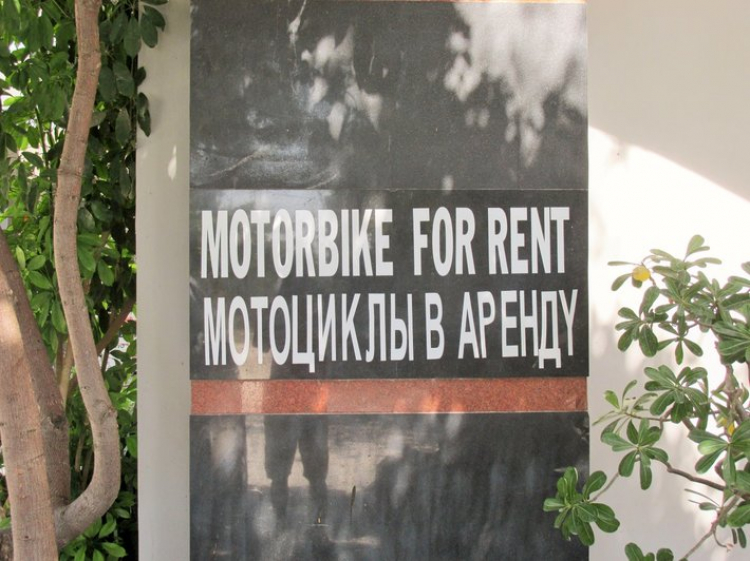 MOTORBIKE FOR RENT
МОТОЦИКЛЫ В АРЕНДУ